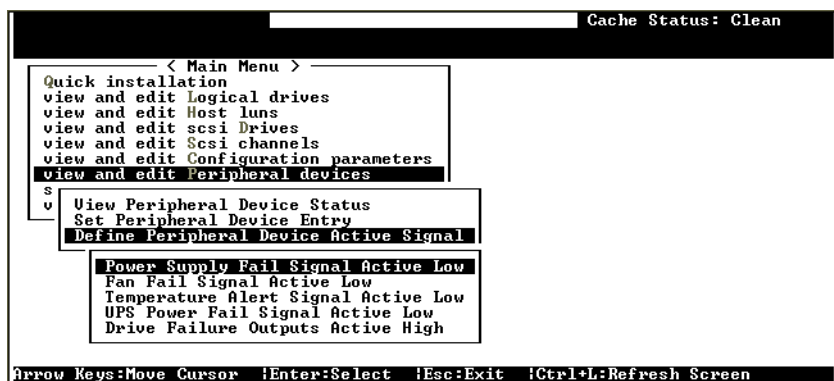 Cache Status: Clean
< Main Menu >
Quick installation
view and edit Logical drives
view and edit Host luns
view and edit scsi Drives
view and edit Scsi channels
view and edit Configuration parameters
view and edit Peripheral devices
s
v
View Peripheral Device Status
Set Peripheral Device Entry
Define Peripheral Device Active Signal
Power Supply Fail Signal Active Low
Fan Fail Signal Active Low
Temperature Alert Signal Active Low
UPS Power Fail Signal Active Low
Drive Failure Outputs Active High
Arrow Keys:Move Cursor |Enter:Select |Esc:Exit |Ctrl+L:Refresh Screen